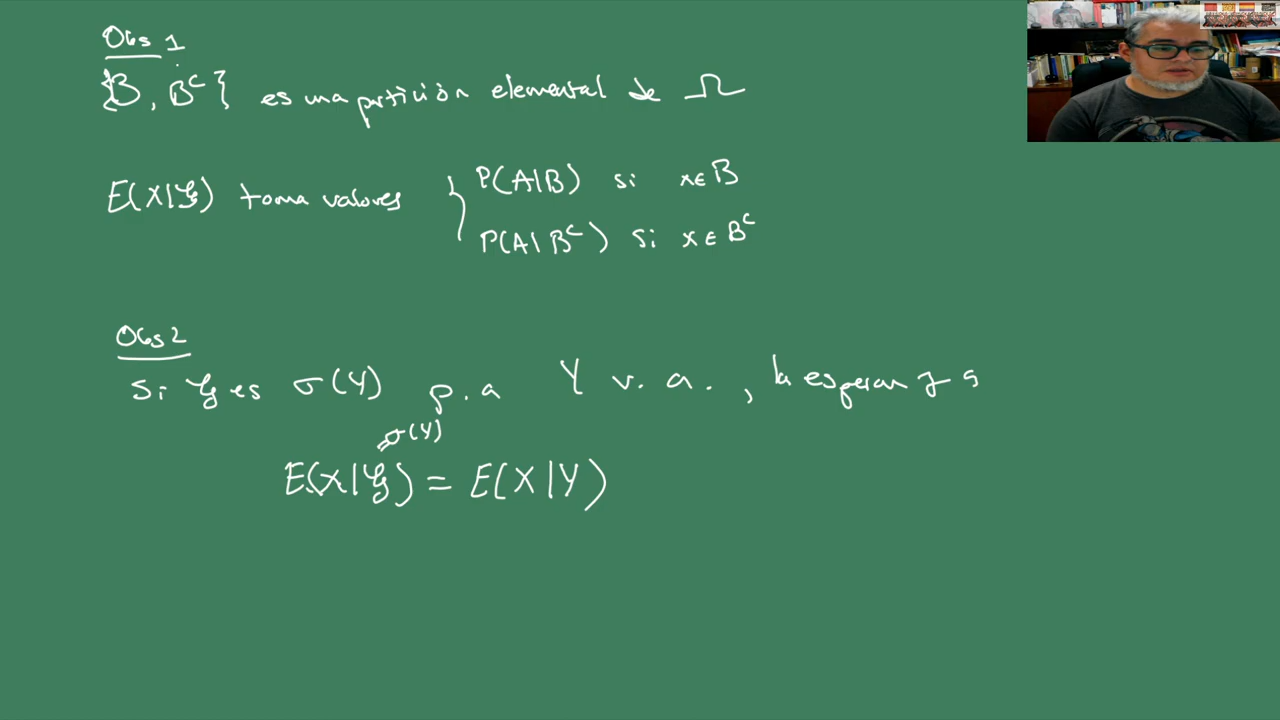 Obs 1
{B, B^c} es una partición elemental de Ω
E(X|𝒢) toma valores { P(A|B) si x∈B
P(A|B^c) si x∈B^c
Obs 2
Si 𝒢 es σ(Y) p.a Y v.a., la esperanza
σ(Y)
E(X|𝒢) = E(X|Y)